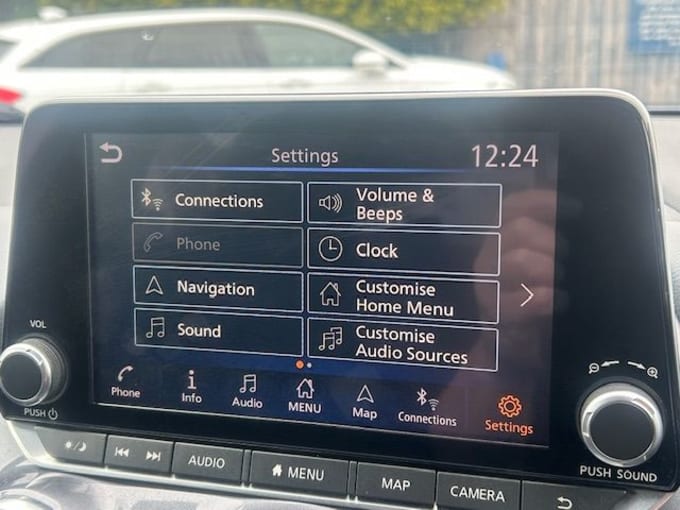 Settings
12:24
Connections
Volume &
Beeps
Phone
Clock
Navigation
Customise
Home Menu
Sound
Customise
Audio Sources
Phone
Info
Audio
MENU
Map
Connections
Settings
VOL
PUSH
PUSH SOUND
AUDIO
MENU
MAP
CAMERA